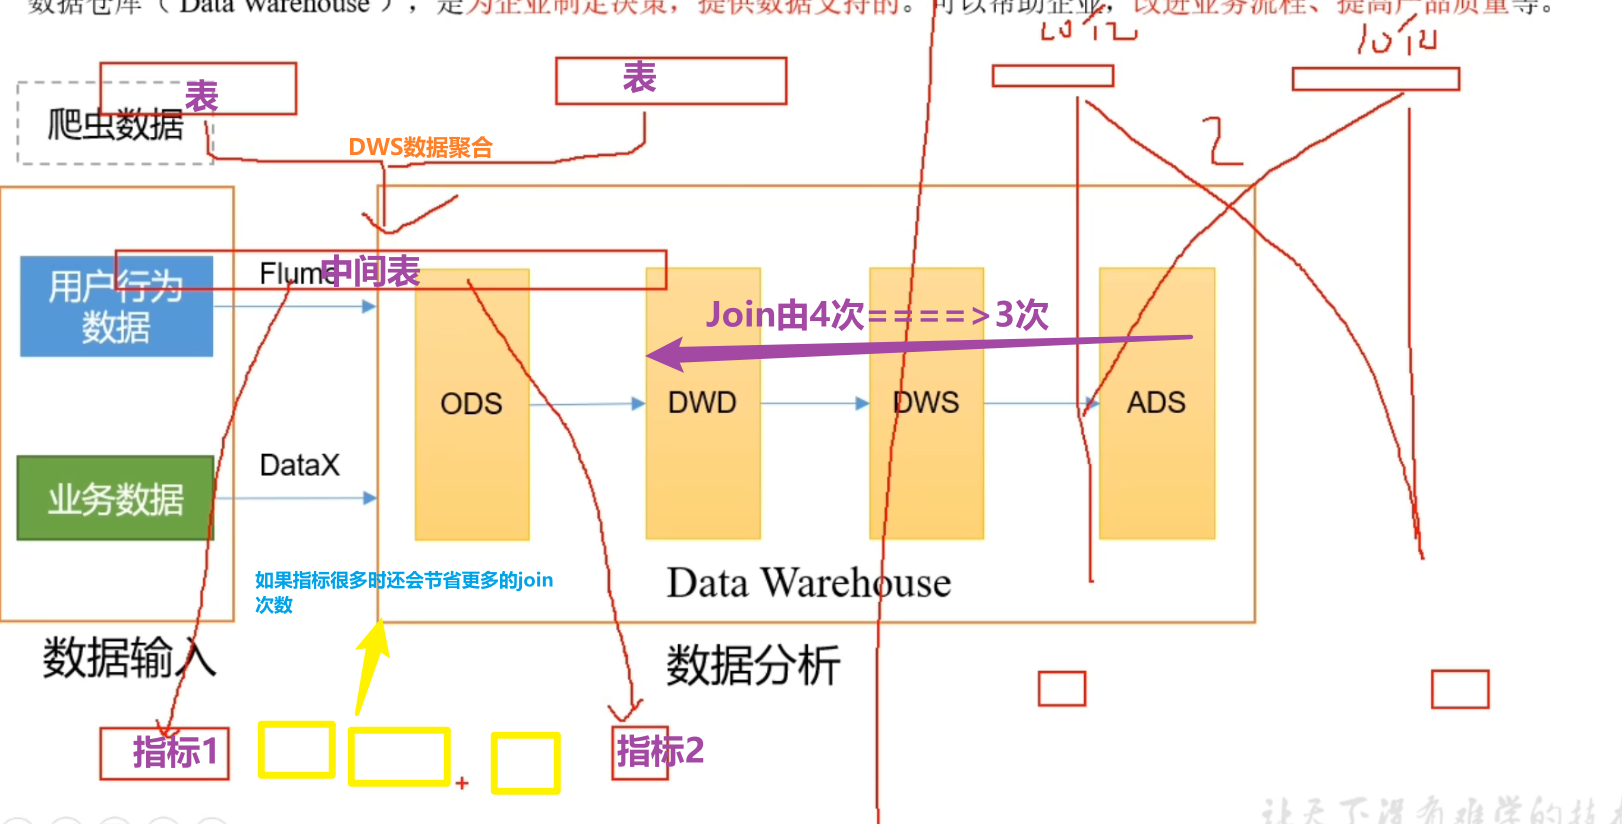 数据仓库（ Data Warehouse ），是为企业制定决策，提供数据支持的。可以帮助企业，改进业务流程、提高产品质量等。
10亿
表
表
爬虫数据
DWS数据聚合
2
Flume
中间表
用户行为
数据
Join由4次====>3次
ODS
DWD
DWS
ADS
DataX
业务数据
如果指标很多时还会节省更多的join
次数
Data Warehouse
数据输入
数据分析
指标1
指标2
+
让天下没有难学的技术